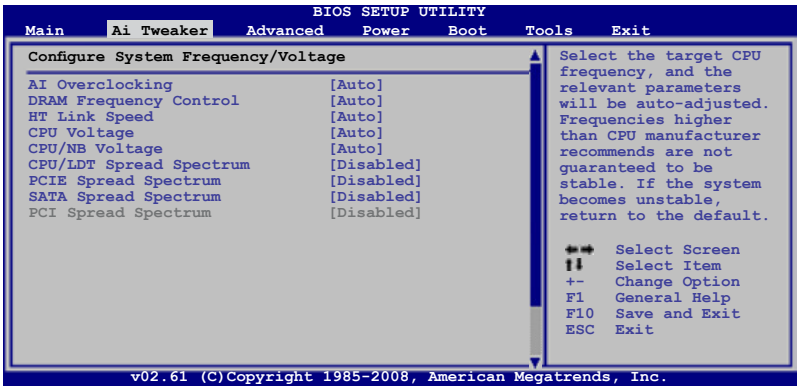 BIOS SETUP UTILITY
Main Ai Tweaker Advanced Power Boot Tools Exit
Configure System Frequency/Voltage
AI Overclocking [Auto]
DRAM Frequency Control [Auto]
HT Link Speed [Auto]
CPU Voltage [Auto]
CPU/NB Voltage [Auto]
CPU/LDT Spread Spectrum [Disabled]
PCIE Spread Spectrum [Disabled]
SATA Spread Spectrum [Disabled]
PCI Spread Spectrum [Disabled]
Select the target CPU
frequency, and the
relevant parameters
will be auto-adjusted.
Frequencies higher
than CPU manufacturer
recommends are not
guaranteed to be
stable. If the system
becomes unstable,
return to the default.
Select Screen
Select Item
+- Change Option
F1 General Help
F10 Save and Exit
ESC Exit
v02.61 (C)Copyright 1985-2008, American Megatrends, Inc.